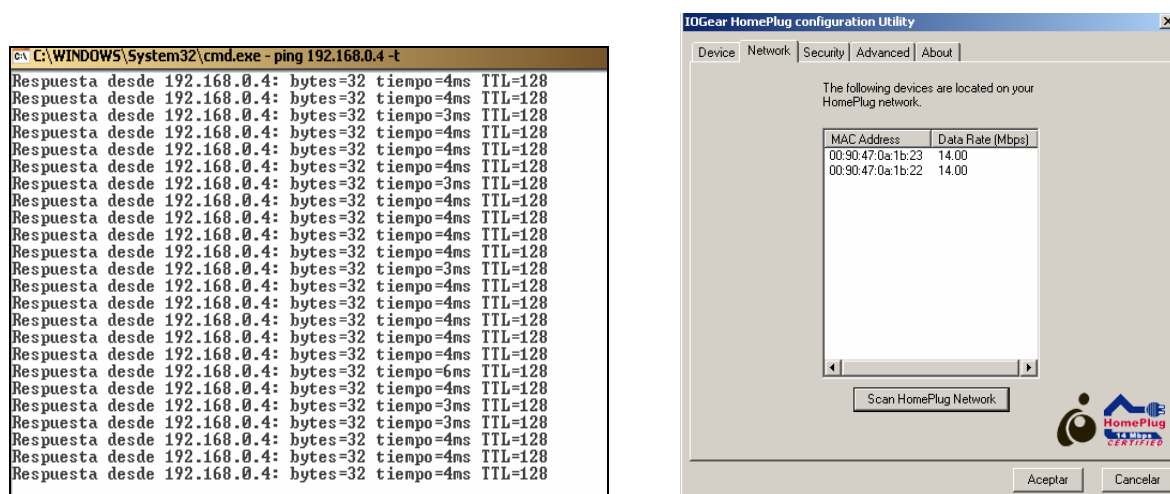 C:\WINDOWS\System32\cmd.exe - ping 192.168.0.4 -t
Respuesta desde 192.168.0.4: bytes=32 tiempo=4ms TTL=128
Respuesta desde 192.168.0.4: bytes=32 tiempo=4ms TTL=128
Respuesta desde 192.168.0.4: bytes=32 tiempo=3ms TTL=128
Respuesta desde 192.168.0.4: bytes=32 tiempo=4ms TTL=128
Respuesta desde 192.168.0.4: bytes=32 tiempo=4ms TTL=128
Respuesta desde 192.168.0.4: bytes=32 tiempo=4ms TTL=128
Respuesta desde 192.168.0.4: bytes=32 tiempo=3ms TTL=128
Respuesta desde 192.168.0.4: bytes=32 tiempo=4ms TTL=128
Respuesta desde 192.168.0.4: bytes=32 tiempo=4ms TTL=128
Respuesta desde 192.168.0.4: bytes=32 tiempo=4ms TTL=128
Respuesta desde 192.168.0.4: bytes=32 tiempo=4ms TTL=128
Respuesta desde 192.168.0.4: bytes=32 tiempo=3ms TTL=128
Respuesta desde 192.168.0.4: bytes=32 tiempo=4ms TTL=128
Respuesta desde 192.168.0.4: bytes=32 tiempo=4ms TTL=128
Respuesta desde 192.168.0.4: bytes=32 tiempo=4ms TTL=128
Respuesta desde 192.168.0.4: bytes=32 tiempo=4ms TTL=128
Respuesta desde 192.168.0.4: bytes=32 tiempo=4ms TTL=128
Respuesta desde 192.168.0.4: bytes=32 tiempo=6ms TTL=128
Respuesta desde 192.168.0.4: bytes=32 tiempo=4ms TTL=128
Respuesta desde 192.168.0.4: bytes=32 tiempo=3ms TTL=128
Respuesta desde 192.168.0.4: bytes=32 tiempo=3ms TTL=128
Respuesta desde 192.168.0.4: bytes=32 tiempo=4ms TTL=128
Respuesta desde 192.168.0.4: bytes=32 tiempo=4ms TTL=128
Respuesta desde 192.168.0.4: bytes=32 tiempo=4ms TTL=128
IOGear HomePlug configuration Utility
Device Network Security Advanced About
The following devices are located on your
HomePlug network.
MAC Address Data Rate (Mbps)
00:90:47:0a:1b:23 14.00
00:90:47:0a:1b:22 14.00
Scan HomePlug Network
HomePlug
14 Mbps
CERTIFIED
Aceptar Cancelar